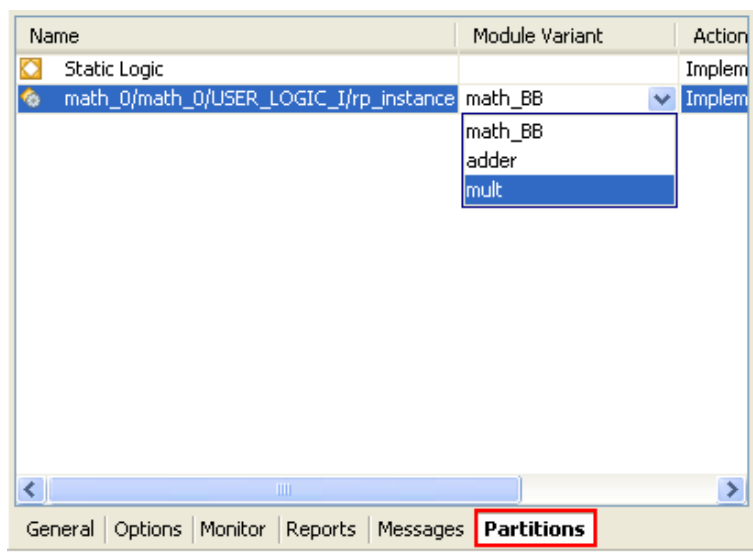 Name Module Variant Action
Static Logic Implem
math_0/math_0/USER_LOGIC_I/rp_instance math_BB Implem
math_BB
adder
mult
General Options Monitor Reports Messages Partitions